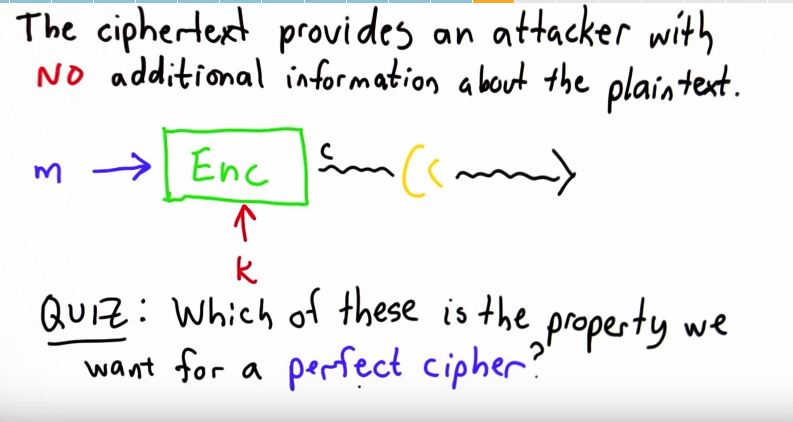 The ciphertext provides an attacker with
NO additional information about the plaintext.
m → Enc c
k
QUIZ: Which of these is the property we
want for a perfect cipher?